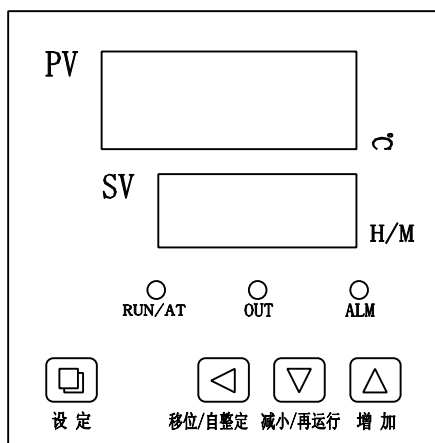 PV
℃
SV
H/M
RUN/AT OUT ALM
设定 移位/自整定 减小/再运行 增加